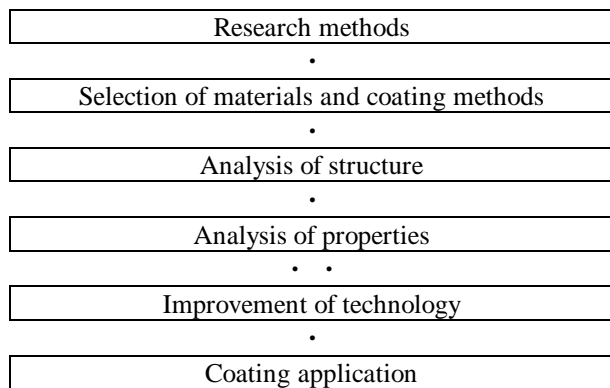 Research methods
·
Selection of materials and coating methods
·
Analysis of structure
·
Analysis of properties
· ·
Improvement of technology
·
Coating application